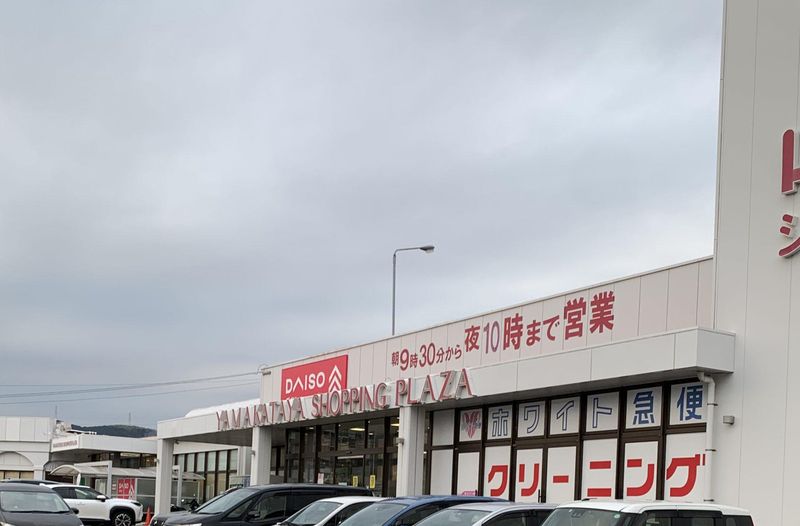 朝9時30分から夜10時まで営業
DAISO
YAMAKATAYA SHOPPING PLAZA
ホワイト急便
クリーニング